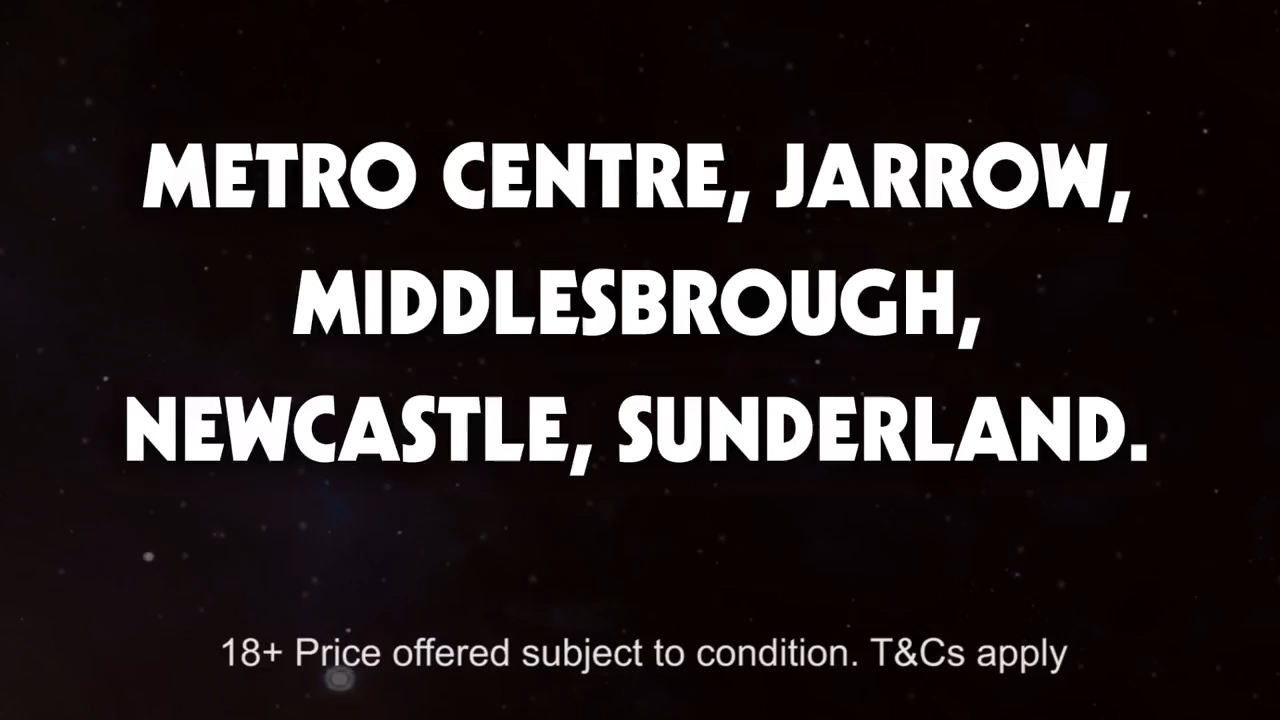 METRO CENTRE, JARROW,
MIDDLESBROUGH,
NEWCASTLE, SUNDERLAND.
18+ Price offered subject to condition. T&Cs apply